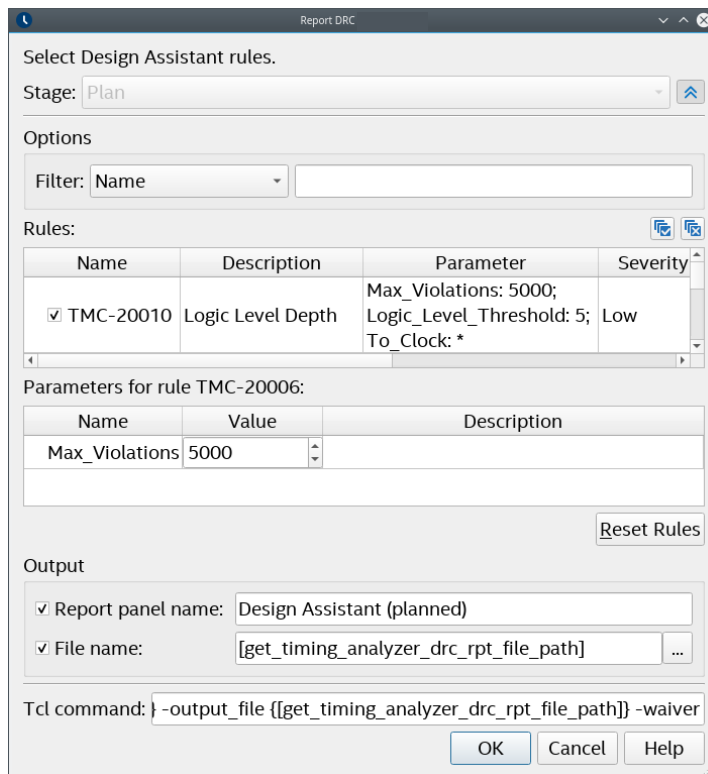 Report DRC
Select Design Assistant rules.
Stage: Plan
Options
Filter: Name
Rules:
Name Description Parameter Severity
TMC-20010 Logic Level Depth Max_Violations: 5000;
Logic_Level_Threshold: 5; Low
To_Clock: *
Parameters for rule TMC-20006:
Name Value Description
Max_Violations 5000
Reset Rules
Output
Report panel name: Design Assistant (planned)
File name: [get_timing_analyzer_drc_rpt_file_path] ...
Tcl command: } -output_file {[get_timing_analyzer_drc_rpt_file_path]} -waiver
OK Cancel Help